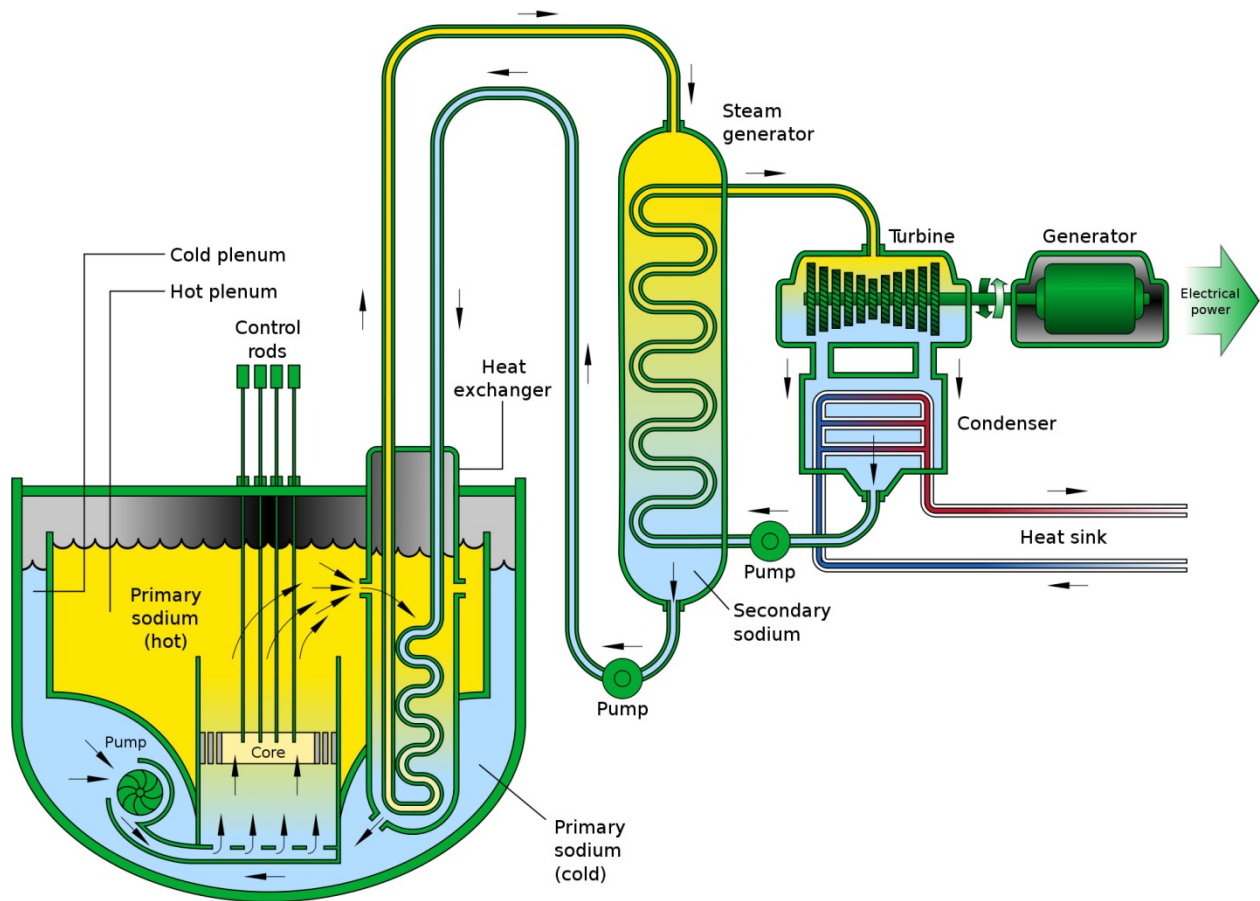 Steam
generator
Cold plenum
Hot plenum
Control
rods
Turbine
Generator
Electrical
power
Heat
exchanger
Condenser
Heat sink
Pump
Primary
sodium
(hot)
Secondary
sodium
Pump
Pump
Core
Primary
sodium
(cold)